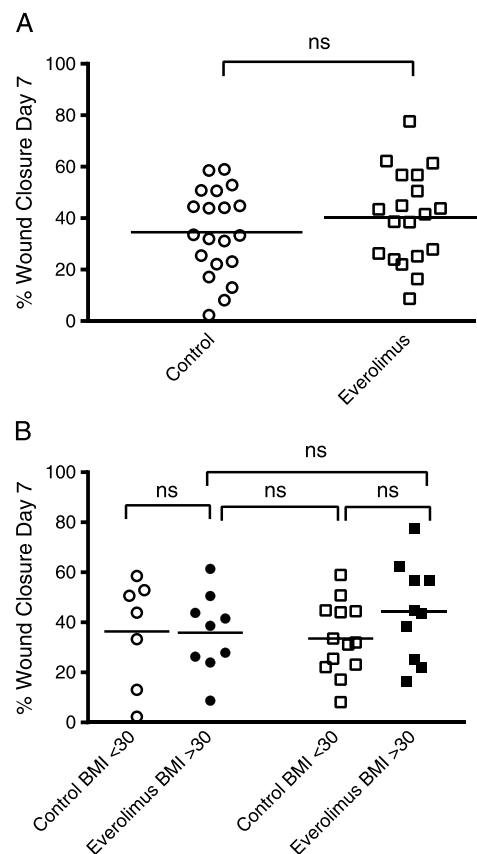 A
ns
% Wound Closure Day 7
100
80
60
40
20
0
Control
Everolimus
B
ns
ns
ns
ns
% Wound Closure Day 7
100
80
60
40
20
0
Control BMI <30
Everolimus BMI >30
Control BMI <30
Everolimus BMI >30